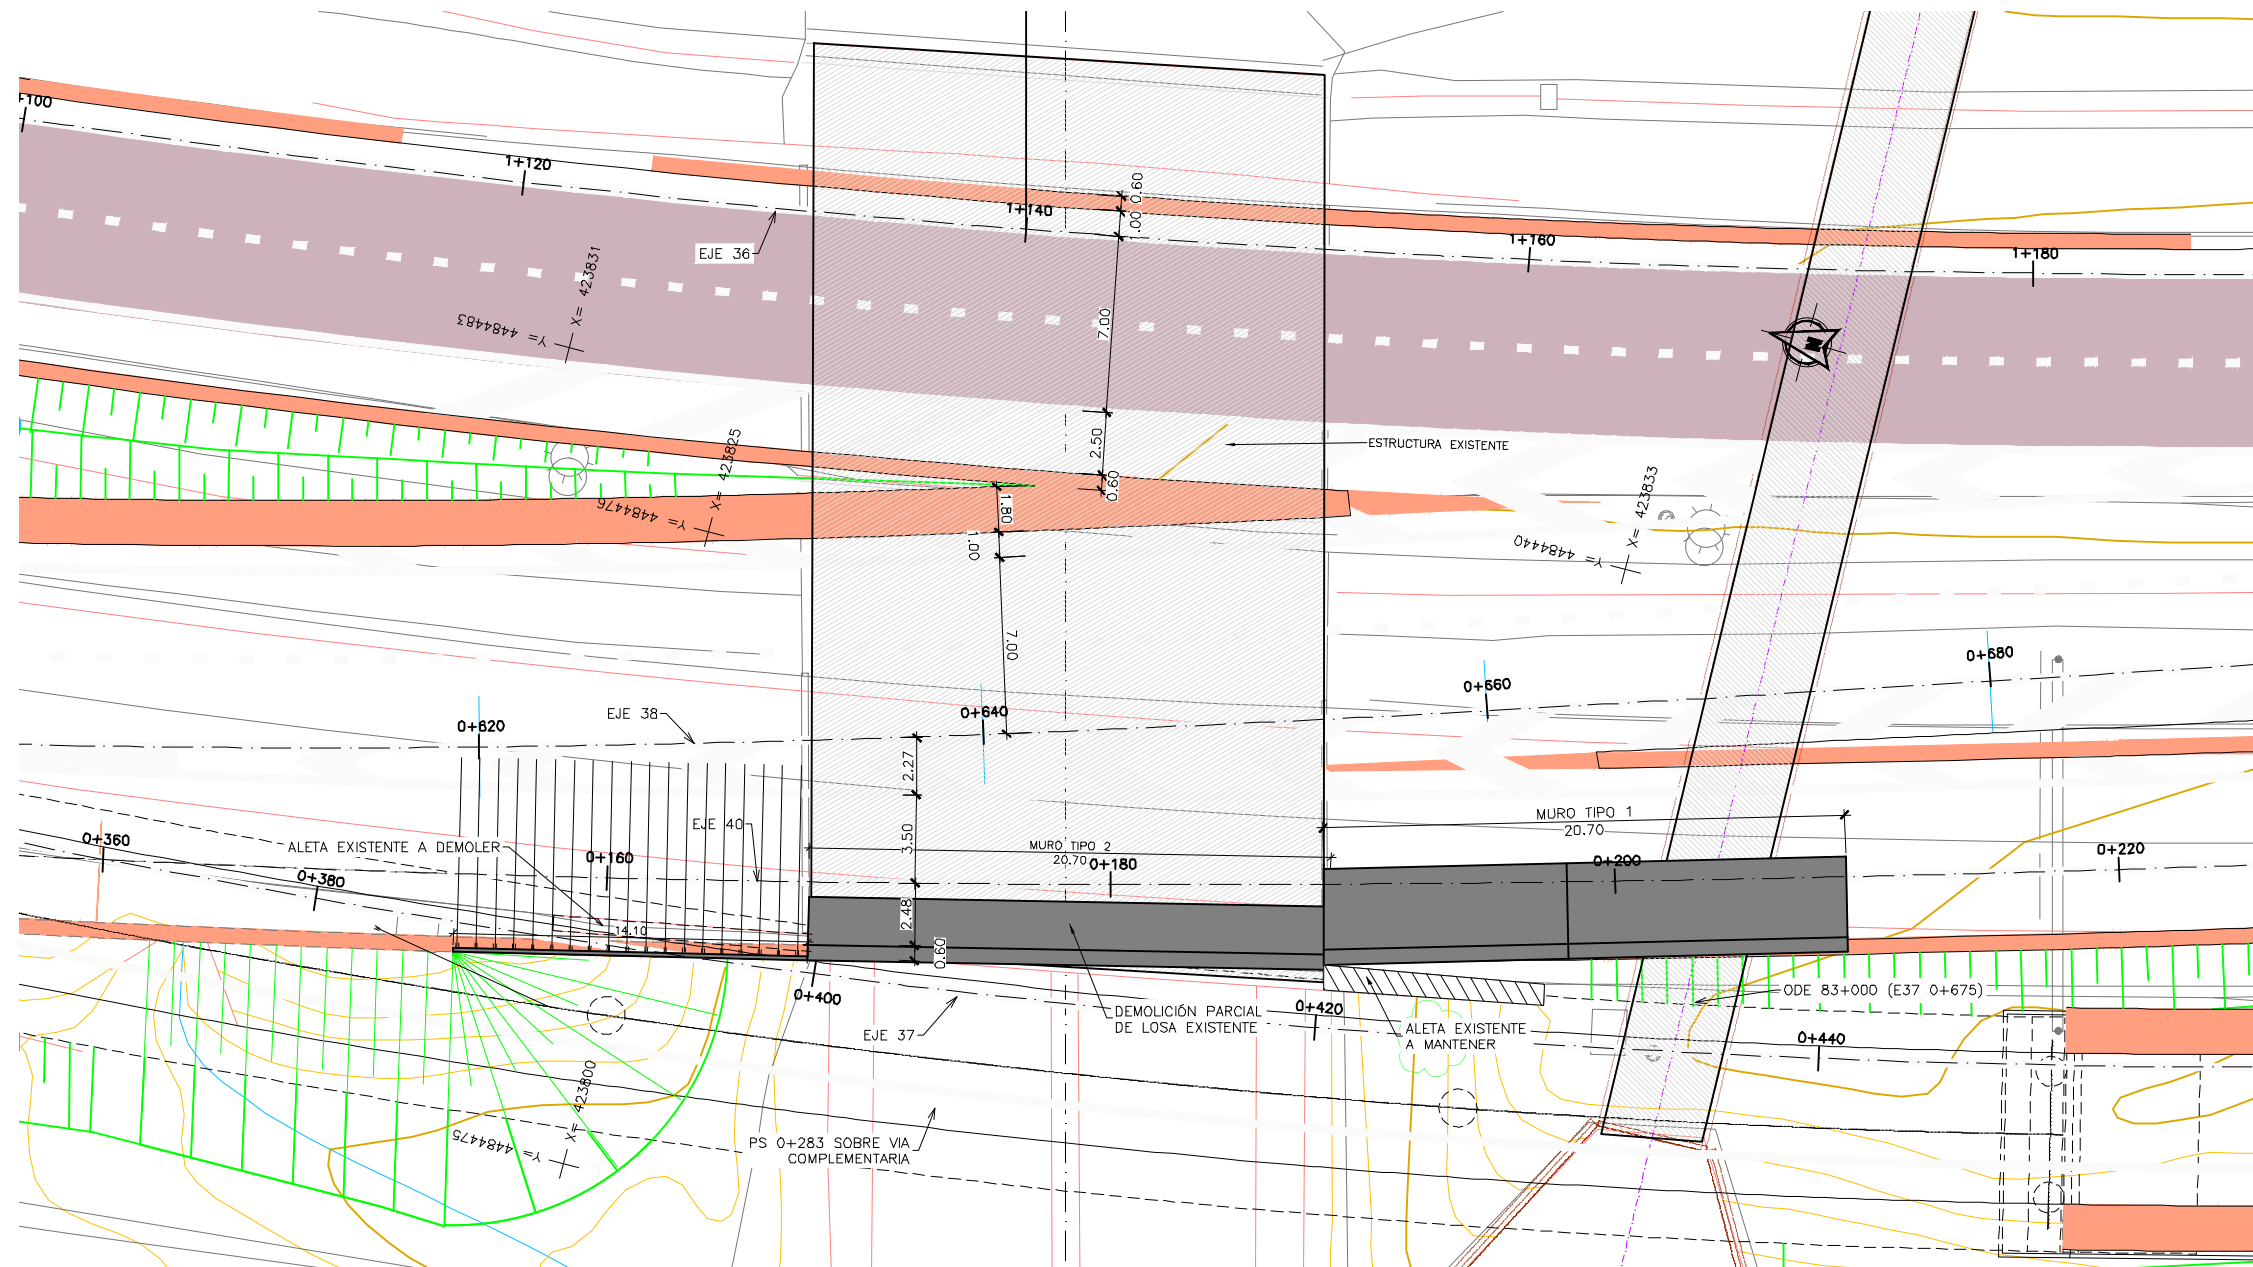 +100
1+120
1+140
1+160
1+180
0.60
1.00
EJE 36
X= 423831
Y= 4484483
7.00
2.50
0.60
ESTRUCTURA EXISTENTE
N
X= 423825
Y= 4484476
1.80
1.00
X= 423833
Y= 4484440
7.00
0+620
EJE 38
0+640
0+660
0+680
2.27
3.50
2.48
0.60
EJE 40
MURO TIPO 1
20.70
MURO TIPO 2
20.70
0+360
0+380
ALETA EXISTENTE A DEMOLER
0+160
0+180
0+200
0+220
14.10
0+400
0+420
0+440
EJE 37
DEMOLICIÓN PARCIAL
DE LOSA EXISTENTE
ALETA EXISTENTE
A MANTENER
ODE 83+000 (E37 0+675)
X= 423800
Y= 4484475
PS 0+283 SOBRE VIA
COMPLEMENTARIA